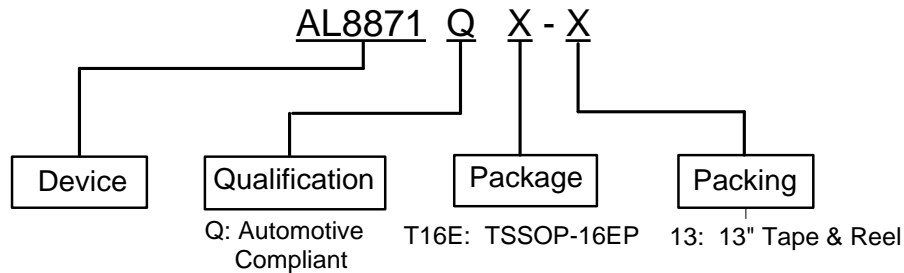 AL8871 Q X - X
Device
Qualification
Package
Packing
Q: Automotive
Compliant
T16E: TSSOP-16EP
13: 13" Tape & Reel